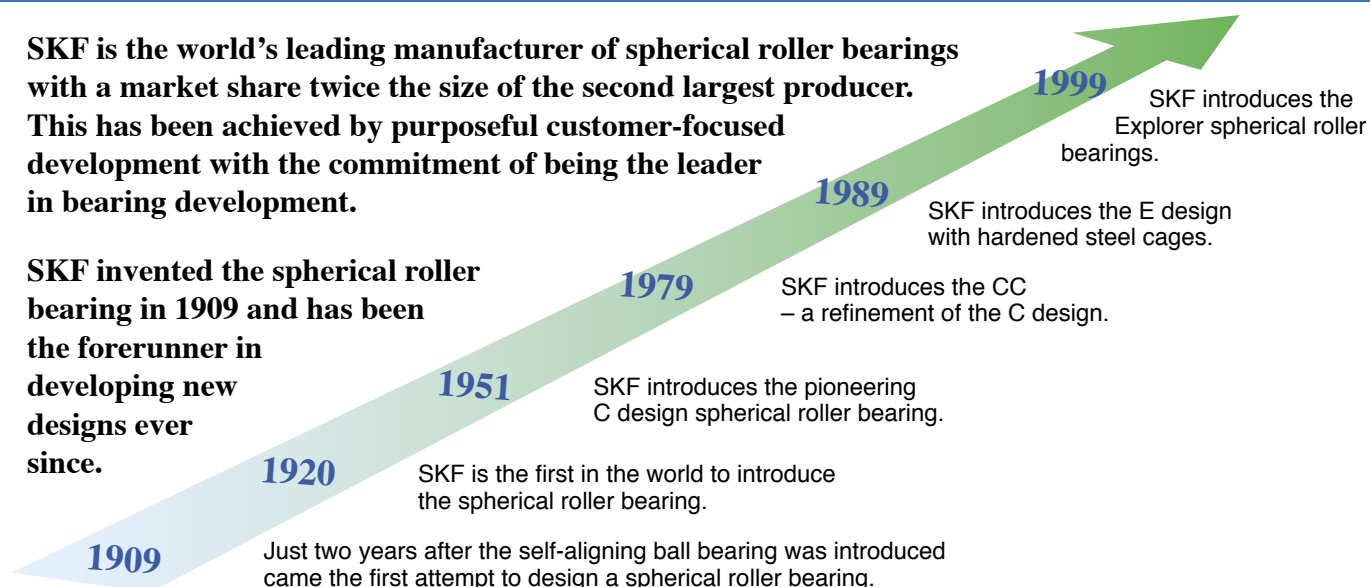 SKF is the world’s leading manufacturer of spherical roller bearings
with a market share twice the size of the second largest producer.
This has been achieved by purposeful customer-focused
development with the commitment of being the leader
in bearing development.
SKF invented the spherical roller
bearing in 1909 and has been
the forerunner in
developing new
designs ever
since.
1999
SKF introduces the
Explorer spherical roller
bearings.
1989
SKF introduces the E design
with hardened steel cages.
1979
SKF introduces the CC
– a refinement of the C design.
1951
SKF introduces the pioneering
C design spherical roller bearing.
1920
SKF is the first in the world to introduce
the spherical roller bearing.
1909
Just two years after the self-aligning ball bearing was introduced
came the first attempt to design a spherical roller bearing.